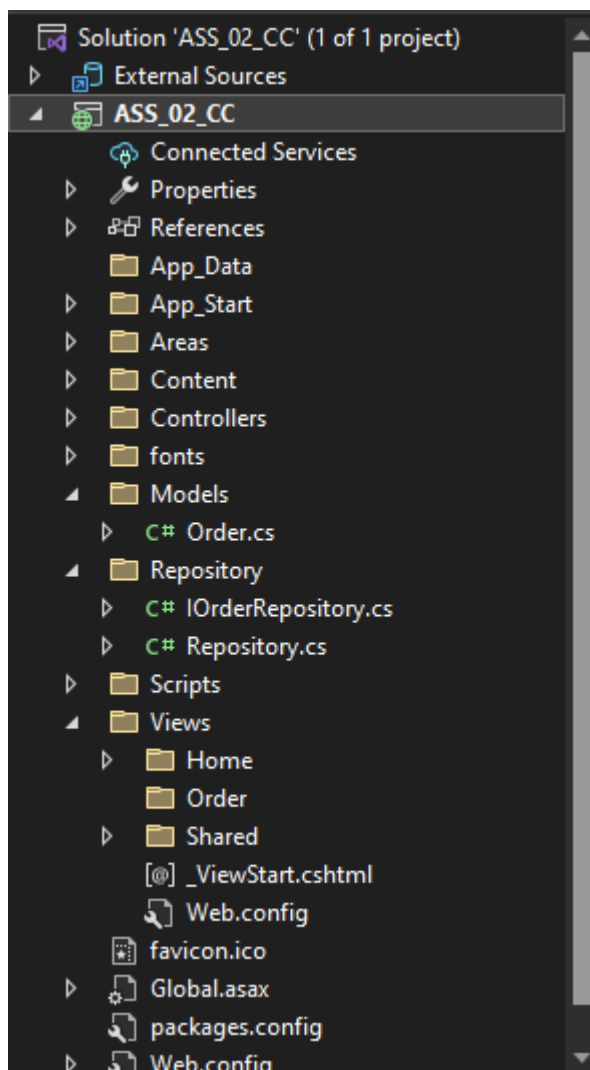 Solution 'ASS_02_CC' (1 of 1 project)
External Sources
ASS_02_CC
Connected Services
Properties
References
App_Data
App_Start
Areas
Content
Controllers
fonts
Models
C# Order.cs
Repository
C# IOrderRepository.cs
C# Repository.cs
Scripts
Views
Home
Order
Shared
[@] _ViewStart.cshtml
Web.config
favicon.ico
Global.asax
packages.config
Web.config